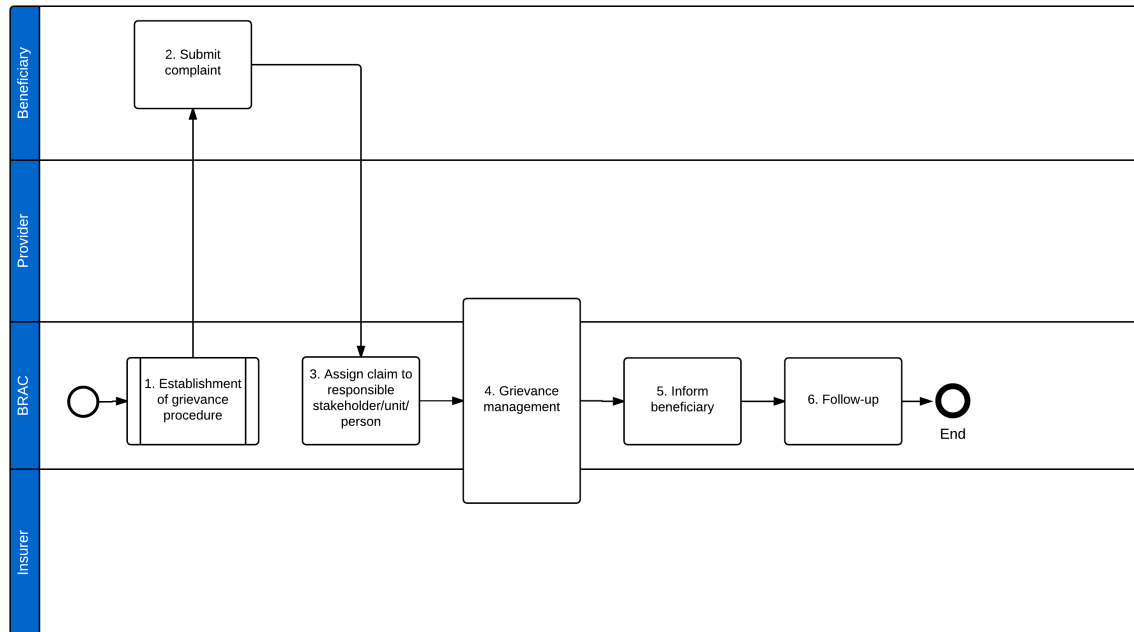 Beneficiary
2. Submit
complaint
Provider
BRAC
1. Establishment
of grievance
procedure
3. Assign claim to
responsible
stakeholder/unit/
person
4. Grievance
management
5. Inform
beneficiary
6. Follow-up
End
Insurer